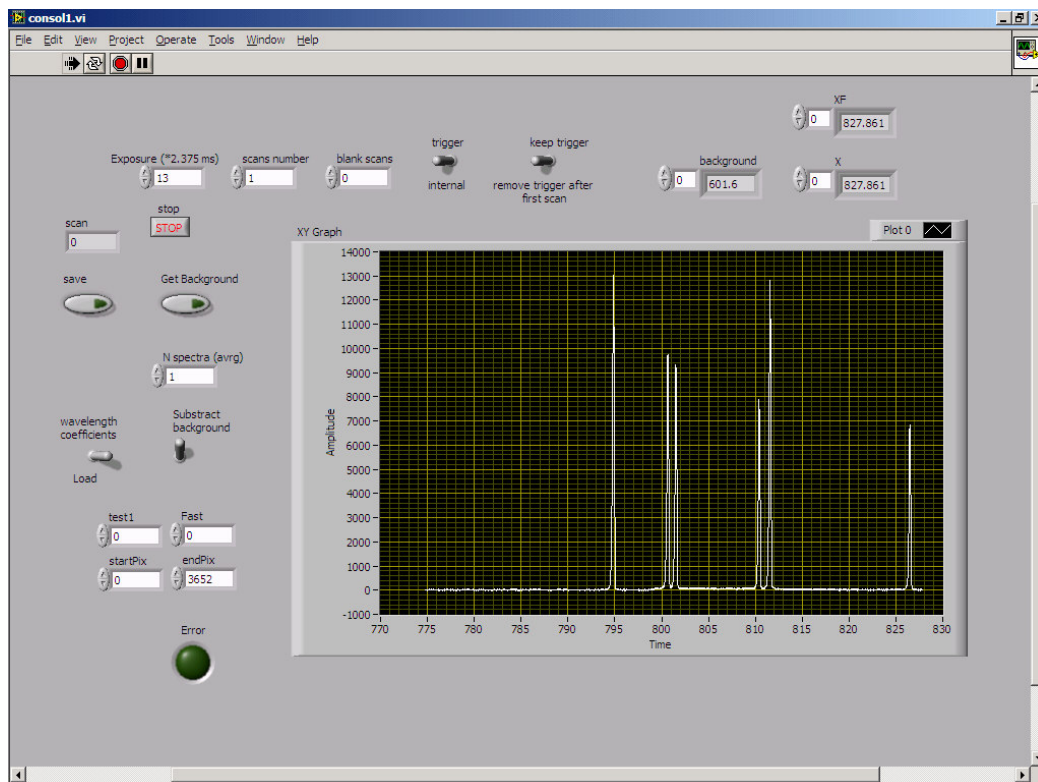 consol1.vi
File Edit View Project Operate Tools Window Help
XF
0 827.861
trigger
keep trigger
Exposure (*2.375 ms) scans number blank scans
13 1 0
internal
remove trigger after
first scan
background
0 601.6
X
0 827.861
stop
STOP
scan
0
save Get Background
N spectra (avrg)
1
wavelength
coefficients
Load
Substract
background
test1 Fast
0 0
startPix endPix
0 3652
Error
XY Graph
Plot 0
14000
13000
12000
11000
10000
9000
8000
7000
6000
5000
4000
3000
2000
1000
0
-1000
Amplitude
770 775 780 785 790 795 800 805 810 815 820 825 830
Time